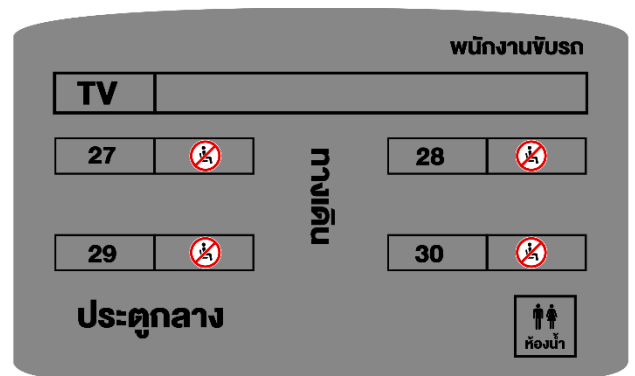 พนักงานขับรถ
TV
27 28
ทางเดิน
29 30
ประตูกลาง
ห้องน้ำ